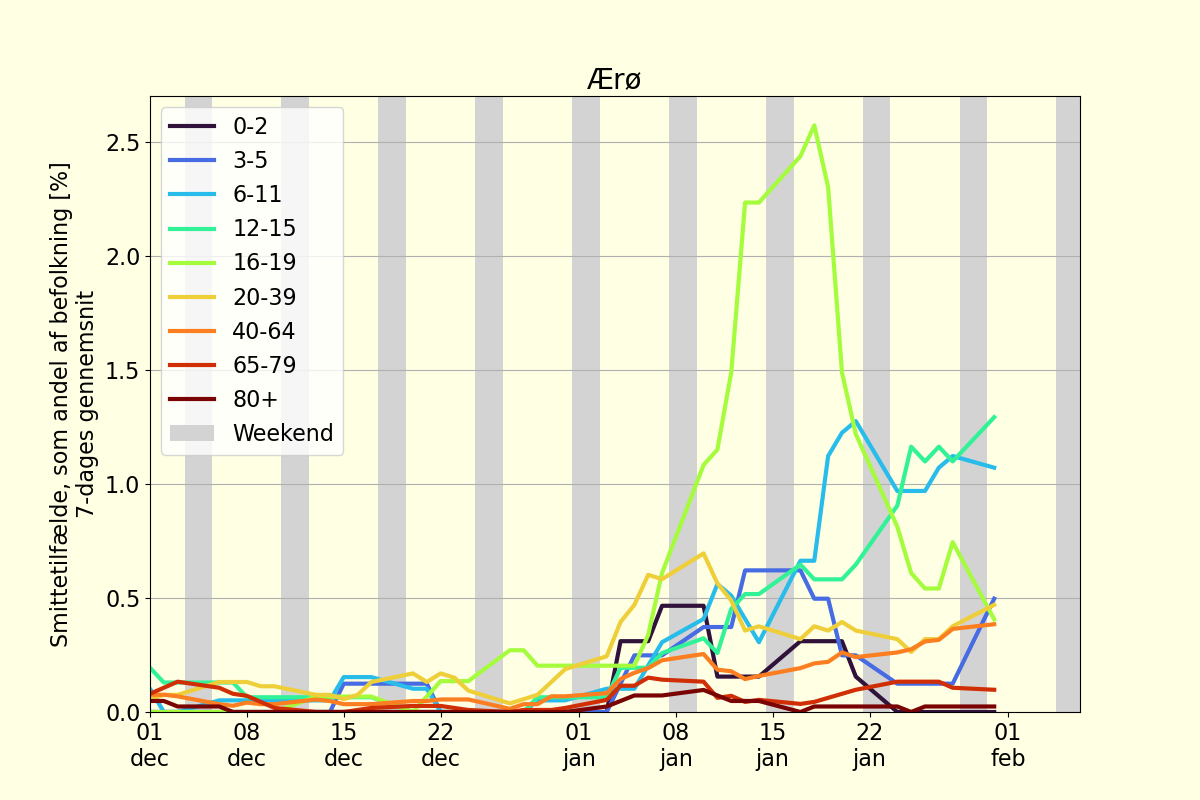 Ærø
Smittetilfælde, som andel af befolkning [%]
7-dages gennemsnit
2.5
2.0
1.5
1.0
0.5
0.0
0-2
3-5
6-11
12-15
16-19
20-39
40-64
65-79
80+
Weekend
01 08 15 22 01 08 15 22 01
dec dec dec dec jan jan jan jan feb